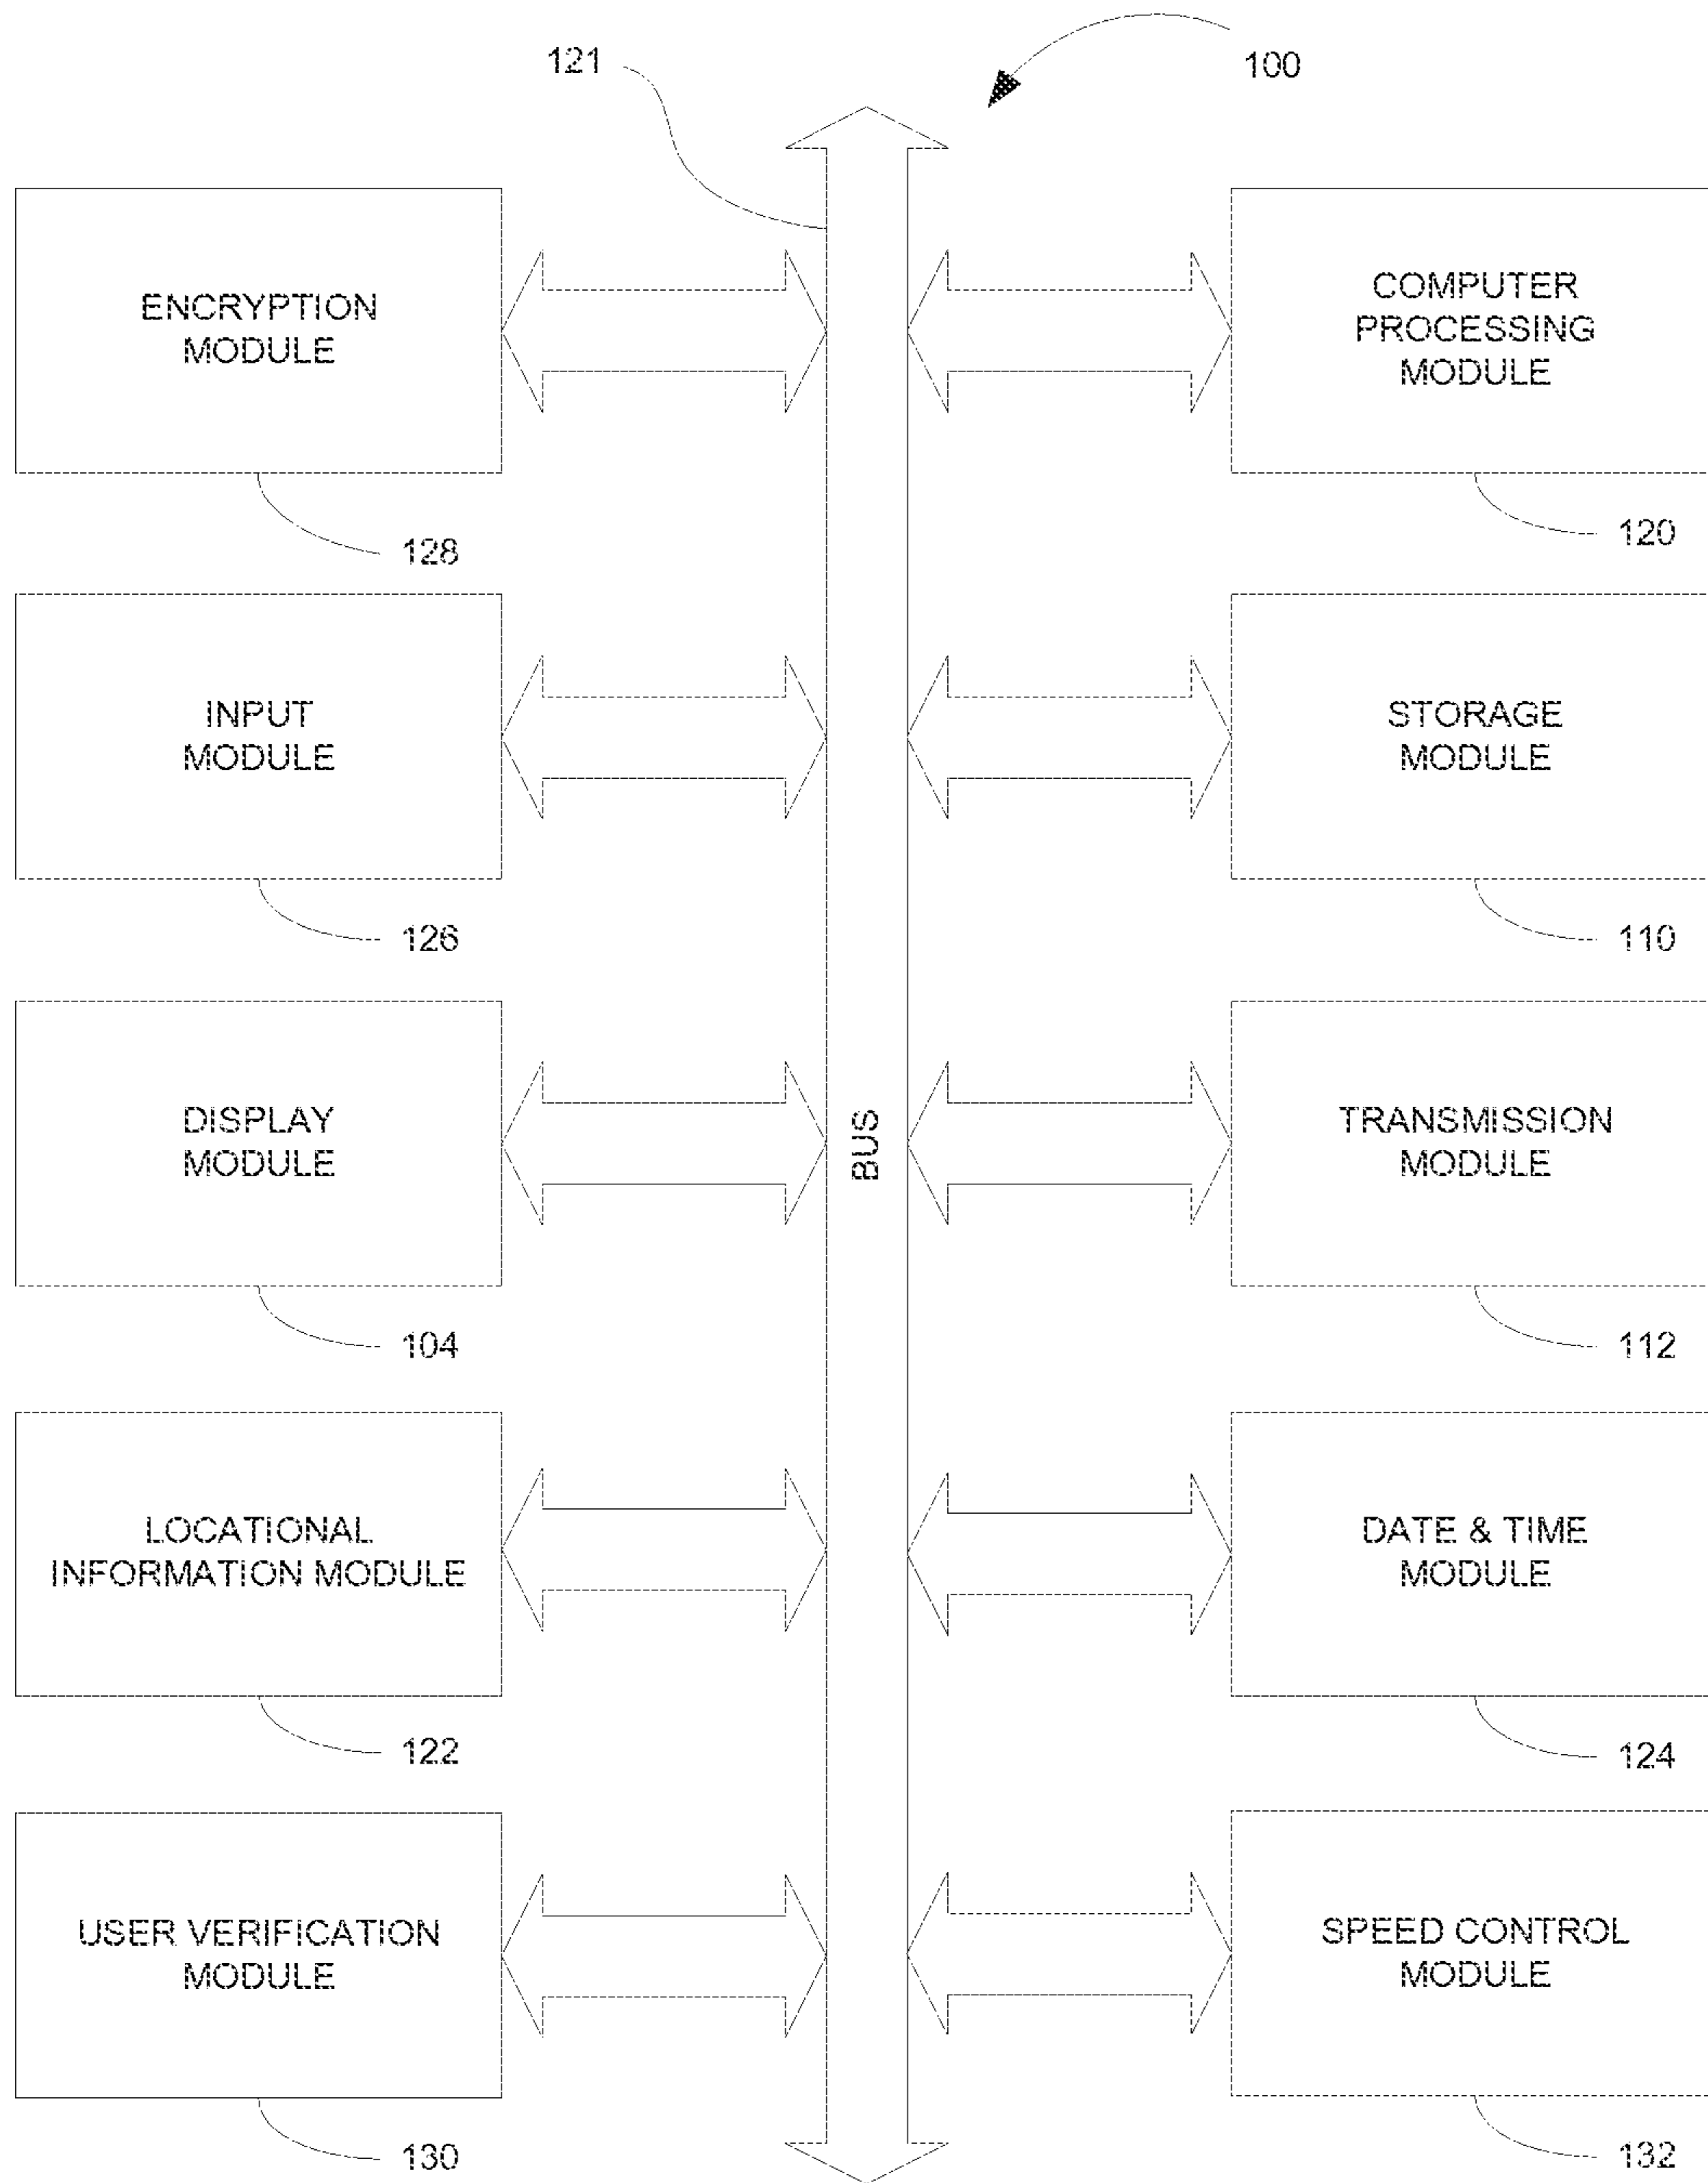 121
100
ENCRYPTION
MODULE
128
COMPUTER
PROCESSING
MODULE
120
INPUT
MODULE
126
STORAGE
MODULE
110
DISPLAY
MODULE
104
BUS
TRANSMISSION
MODULE
112
LOCATIONAL
INFORMATION MODULE
122
DATE & TIME
MODULE
124
USER VERIFICATION
MODULE
130
SPEED CONTROL
MODULE
132